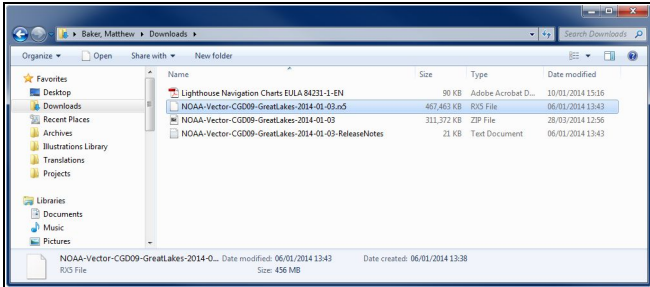 Baker, Matthew ▸ Downloads ▸
Search Downloads
Organize ▾ Open Share with ▾ New folder
Favorites
Desktop
Downloads
Recent Places
Archives
Illustrations Library
Translations
Projects
Libraries
Documents
Music
Pictures
Name Size Type Date modified
Lighthouse Navigation Charts EULA 84231-1-EN 90 KB Adobe Acrobat D... 10/01/2014 15:16
NOAA-Vector-CGD09-GreatLakes-2014-01-03.rx5 467,463 KB RX5 File 06/01/2014 13:43
NOAA-Vector-CGD09-GreatLakes-2014-01-03 311,372 KB ZIP File 28/03/2014 12:56
NOAA-Vector-CGD09-GreatLakes-2014-01-03-ReleaseNotes 21 KB Text Document 06/01/2014 13:43
NOAA-Vector-CGD09-GreatLakes-2014-0... Date modified: 06/01/2014 13:43 Date created: 06/01/2014 13:38
RX5 File Size: 456 MB